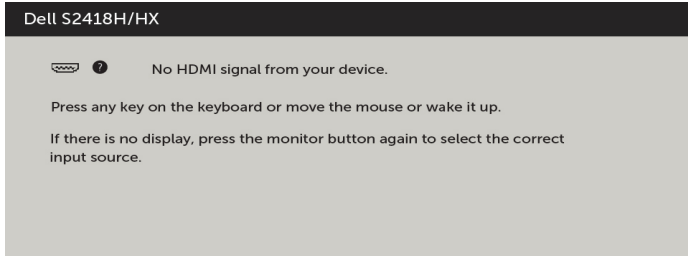 Dell S2418H/HX
? No HDMI signal from your device.
Press any key on the keyboard or move the mouse or wake it up.
If there is no display, press the monitor button again to select the correct
input source.